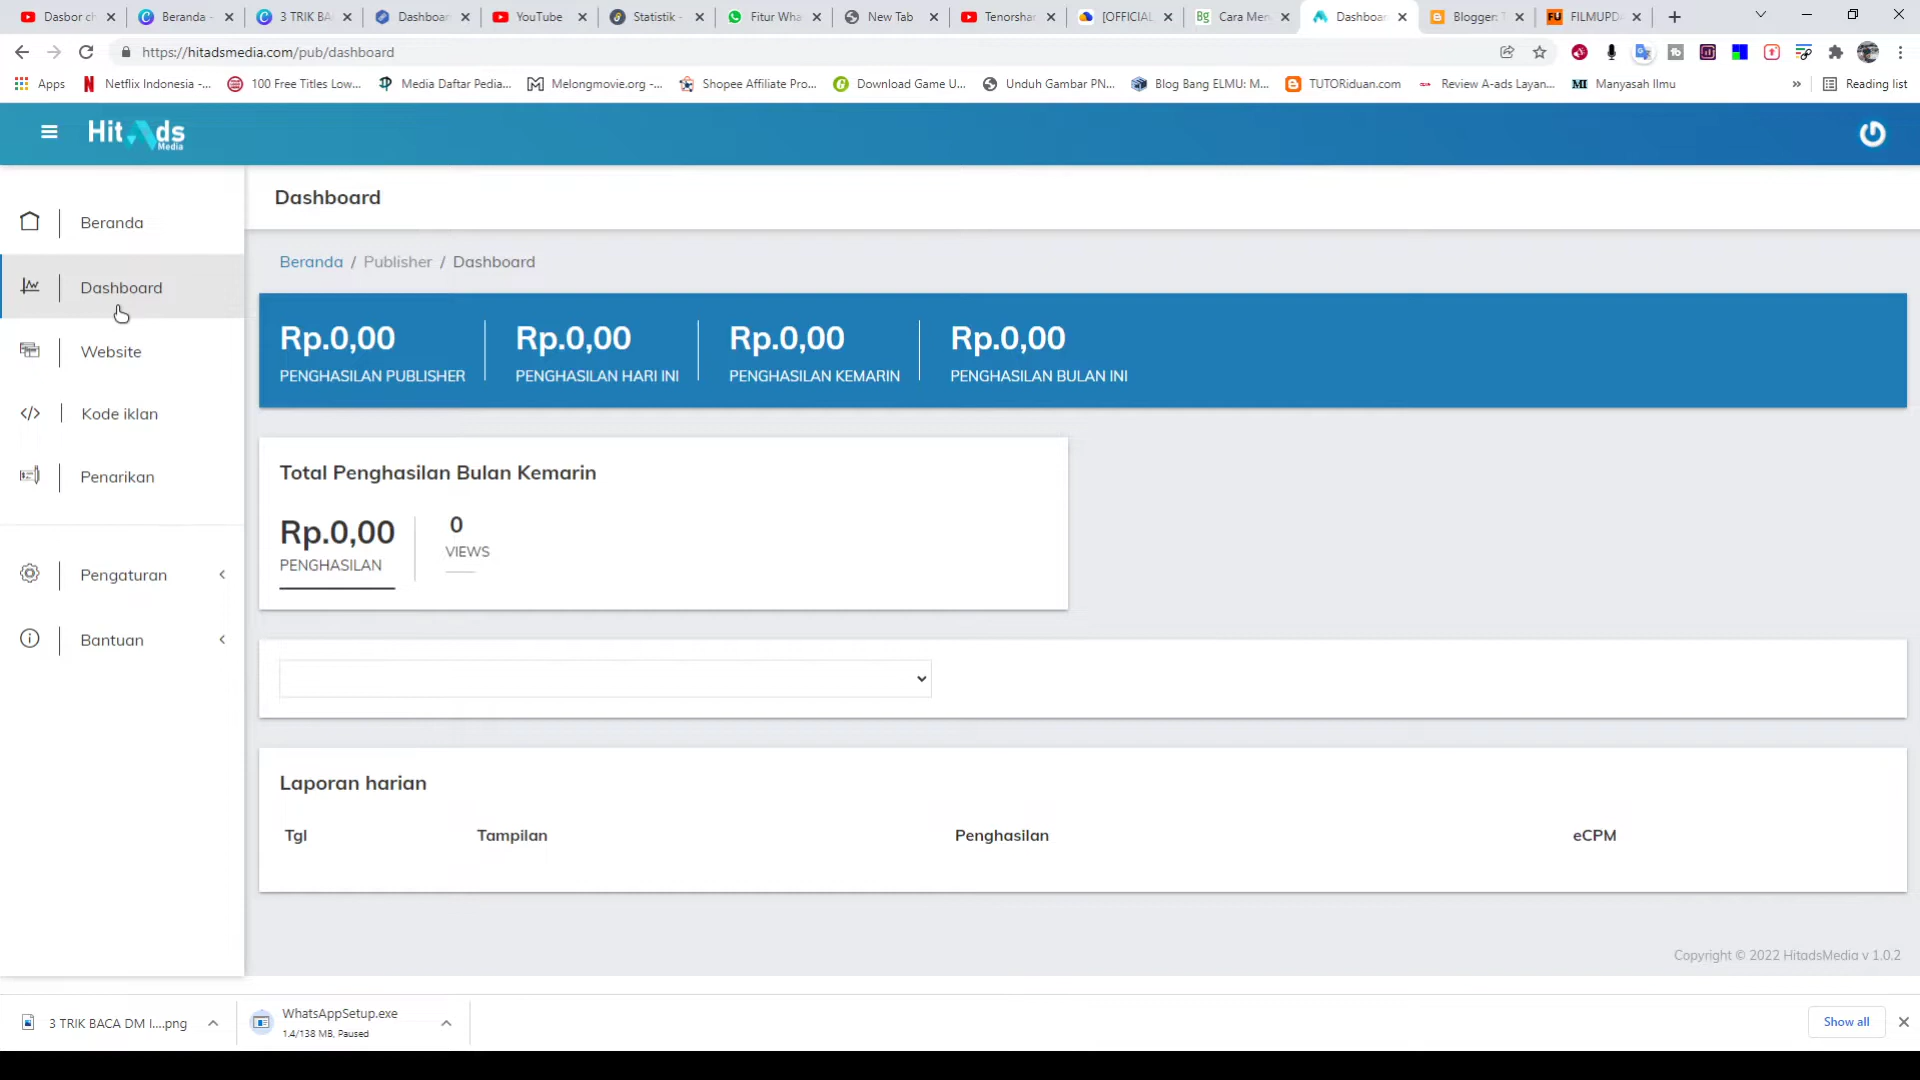 Dasbor ch
Beranda -
3 TRIK BA
Dashboar
YouTube
Statistik -
Fitur Wha
New Tab
Tenorshar
[OFFICIAL
Bg Cara Men
Dashboar
Blogger: T
FU FILMUPD
https://hitadsmedia.com/pub/dashboard
Apps
Netflix Indonesia -...
100 Free Titles Low...
Media Daftar Pedia...
Melongmovie.org -...
Shopee Affiliate Pro...
Download Game U...
Unduh Gambar PN...
Blog Bang ELMU: M...
TUTORiduan.com
Review A-ads Layan...
MI Manyasah Ilmu
»
Reading list
Hit Ads
Media
Beranda
Dashboard
Website
Kode iklan
Penarikan
Pengaturan
Bantuan
Dashboard
Beranda / Publisher / Dashboard
Rp.0,00
PENGHASILAN PUBLISHER
Rp.0,00
PENGHASILAN HARI INI
Rp.0,00
PENGHASILAN KEMARIN
Rp.0,00
PENGHASILAN BULAN INI
Total Penghasilan Bulan Kemarin
Rp.0,00
PENGHASILAN
0
VIEWS
Laporan harian
Tgl Tampilan Penghasilan eCPM
Copyright © 2022 HitadsMedia v 1.0.2
3 TRIK BACA DM I....png
WhatsAppSetup.exe
1.4/138 MB, Paused
Show all